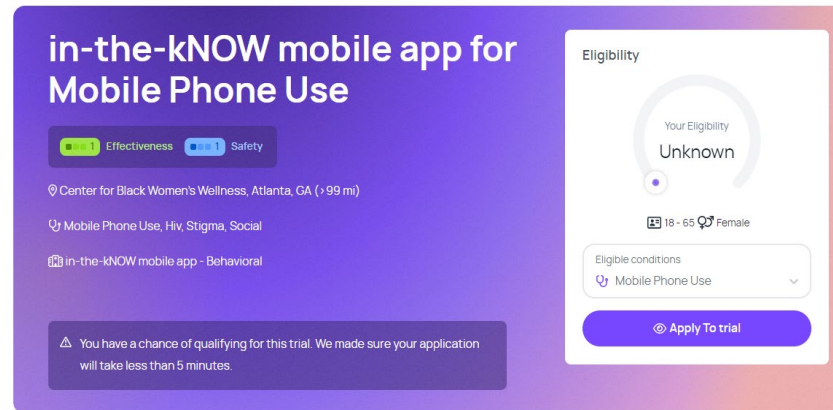 in-the-kNOW mobile app for
Mobile Phone Use
1 Effectiveness 1 Safety
Center for Black Women's Wellness, Atlanta, GA (>99 mi)
Mobile Phone Use, Hiv, Stigma, Social
in-the-kNOW mobile app - Behavioral
You have a chance of qualifying for this trial. We made sure your application
will take less than 5 minutes.
Eligibility
Your Eligibility
Unknown
18 - 65 Female
Eligible conditions
Mobile Phone Use
Apply To trial